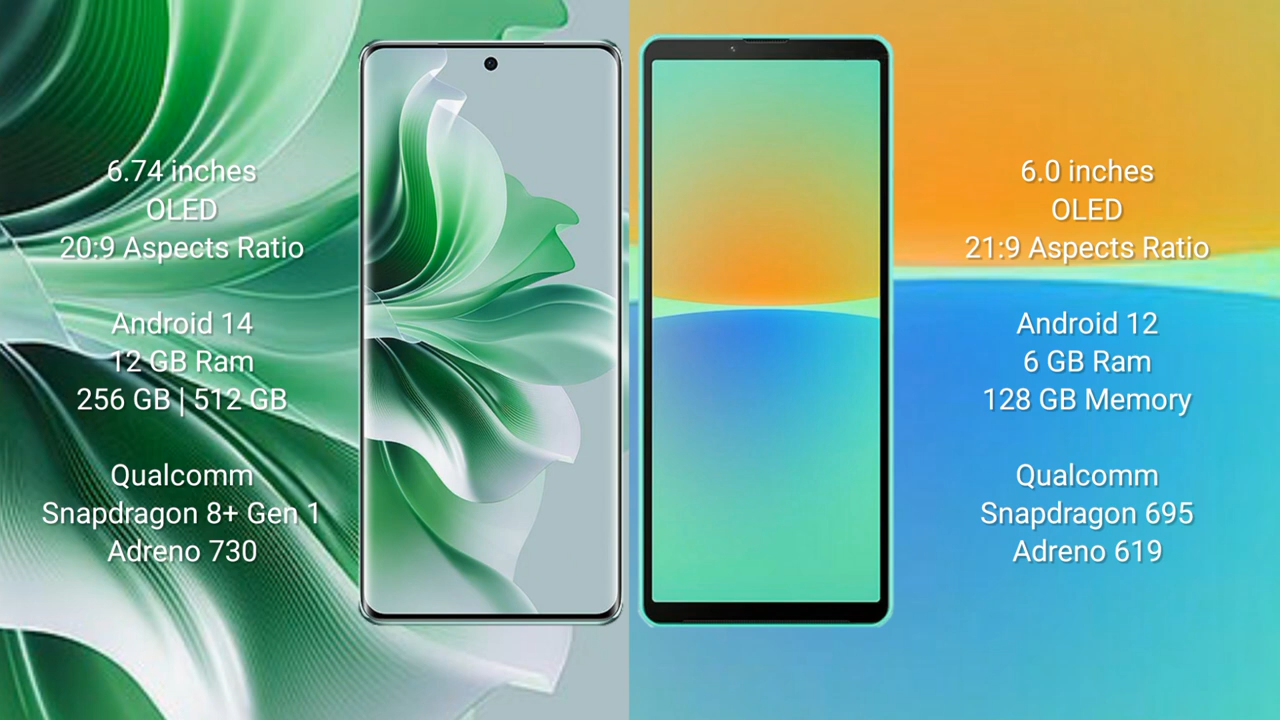 6.74 inches
OLED
20:9 Aspects Ratio
Android 14
12 GB Ram
256 GB | 512 GB
Qualcomm
Snapdragon 8+ Gen 1
Adreno 730
6.0 inches
OLED
21:9 Aspects Ratio
Android 12
6 GB Ram
128 GB Memory
Qualcomm
Snapdragon 695
Adreno 619